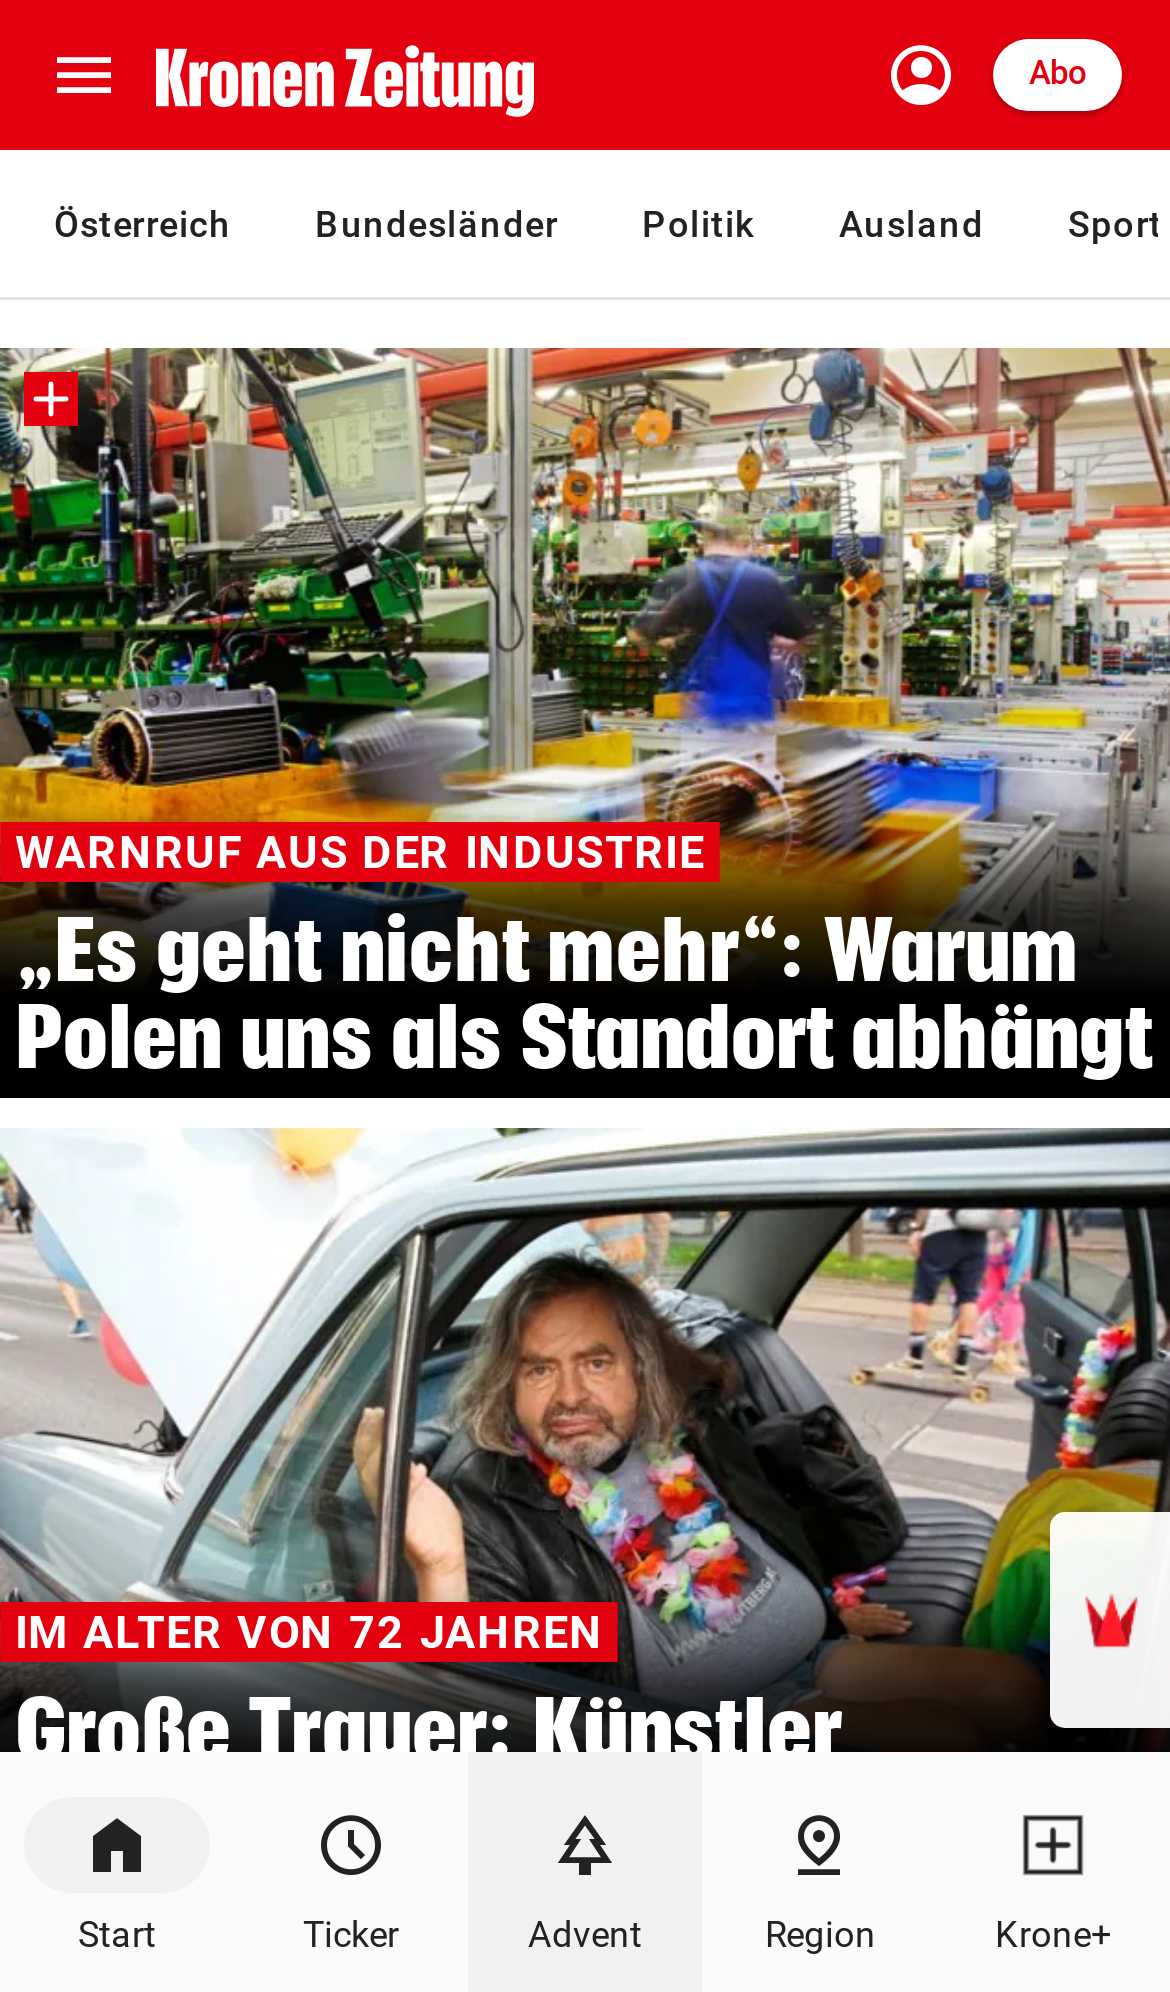 Kronen Zeitung
Abo
Österreich Bundesländer Politik Ausland Sport
WARNRUF AUS DER INDUSTRIE
„Es geht nicht mehr“: Warum
Polen uns als Standort abhängt
IM ALTER VON 72 JAHREN
Große Trauer: Künstler
Start Ticker Advent Region Krone+